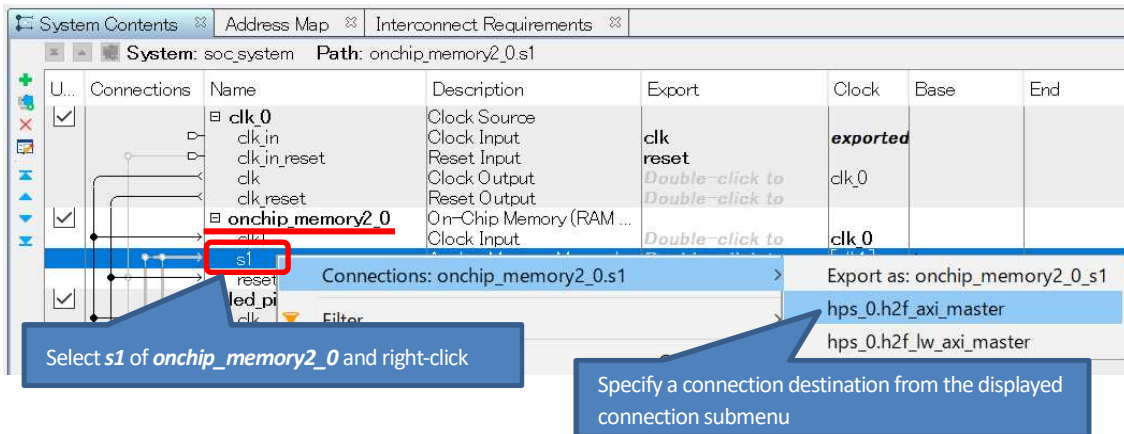 System Contents Address Map Interconnect Requirements
System: soc_system Path: onchip_memory2_0.s1
U... Connections Name Description Export Clock Base End
clk_0 Clock Source
clk_in Clock Input clk exported
clk_in_reset Reset Input reset
clk Clock Output Double-click to clk_0
clk_reset Reset Output Double-click to
onchip_memory2_0 On-Chip Memory (RAM ...
clk1 Clock Input Double-click to clk_0
s1
reset Connections: onchip_memory2_0.s1 Export as: onchip_memory2_0_s1
led_pi hps_0.h2f_axi_master
clk Filter
hps_0.h2f_lw_axi_master
Select s1 of onchip_memory2_0 and right-click
Specify a connection destination from the displayed
connection submenu